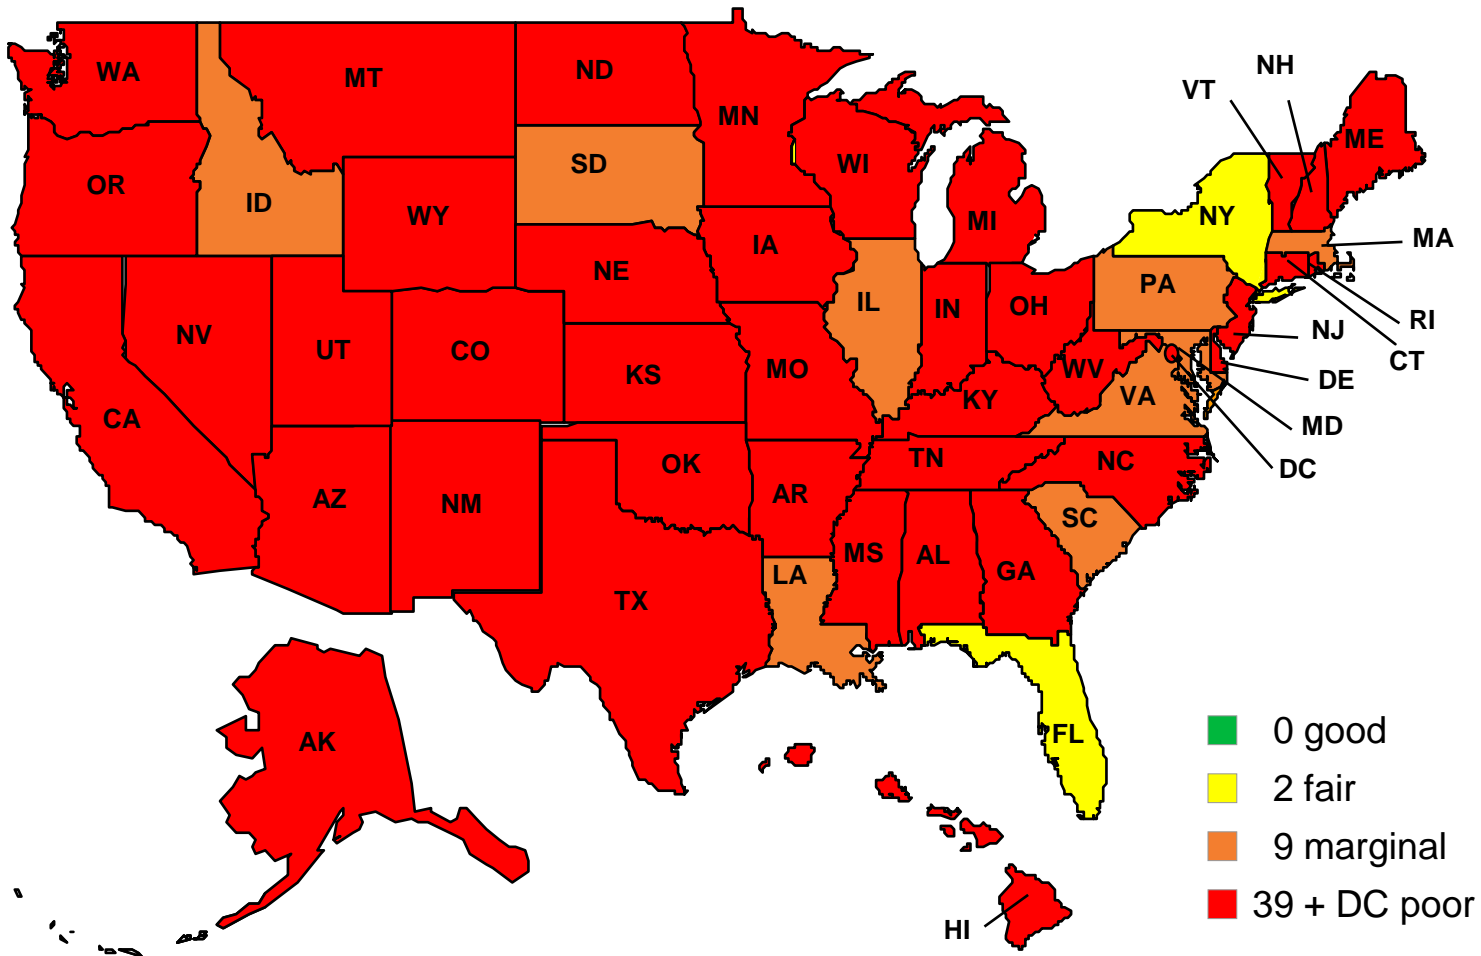 NH
VT
WA
MT
ND
MN
ME
WI
SD
OR
ID
WY
NY
MI
IA
MA
NE
PA
IL
IN
OH
RI
NV
UT
CO
NJ
CT
MO
WV
KS
DE
VA
KY
CA
MD
TN
NC
OK
DC
AR
AZ
NM
SC
MS
AL
GA
LA
TX
AK
FL
HI
0 good
2 fair
9 marginal
39 + DC poor